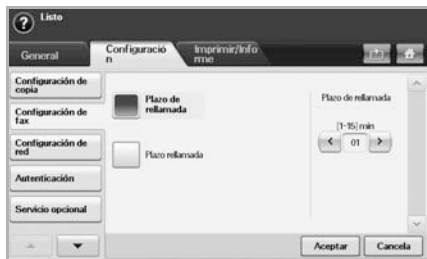 Listo
General
Configuració
n
Imprimir/Info
rme
Configuración de
copia
Configuración de
fax
Configuración de
red
Autenticación
Servicio opcional
Plazo de
rellamada
Plazo rellamada
Plazo de rellamada
[1-15] min
01
Aceptar
Cancela